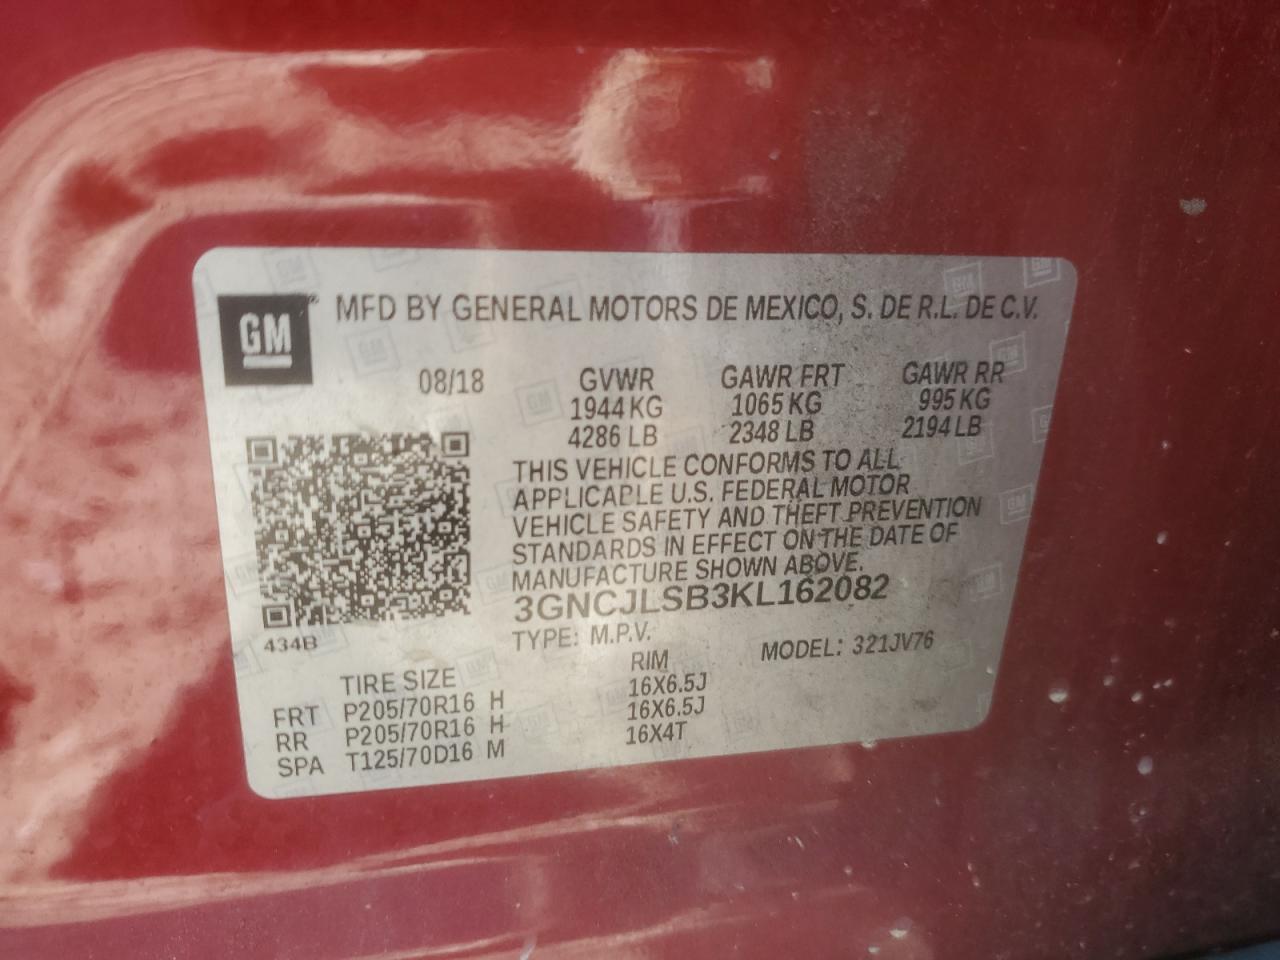 GM MFD BY GENERAL MOTORS DE MEXICO, S. DE R.L. DE C.V.
08/18 GVWR GAWR FRT GAWR RR
1944 KG 1065 KG 995 KG
4286 LB 2348 LB 2194 LB
THIS VEHICLE CONFORMS TO ALL
APPLICABLE U.S. FEDERAL MOTOR
VEHICLE SAFETY AND THEFT PREVENTION
STANDARDS IN EFFECT ON THE DATE OF
MANUFACTURE SHOWN ABOVE.
3GNCJLSB3KL162082
434B
TYPE: M.P.V. MODEL: 321JV76
TIRE SIZE RIM
FRT P205/70R16 H 16X6.5J
RR P205/70R16 H 16X6.5J
SPA T125/70D16 M 16X4T